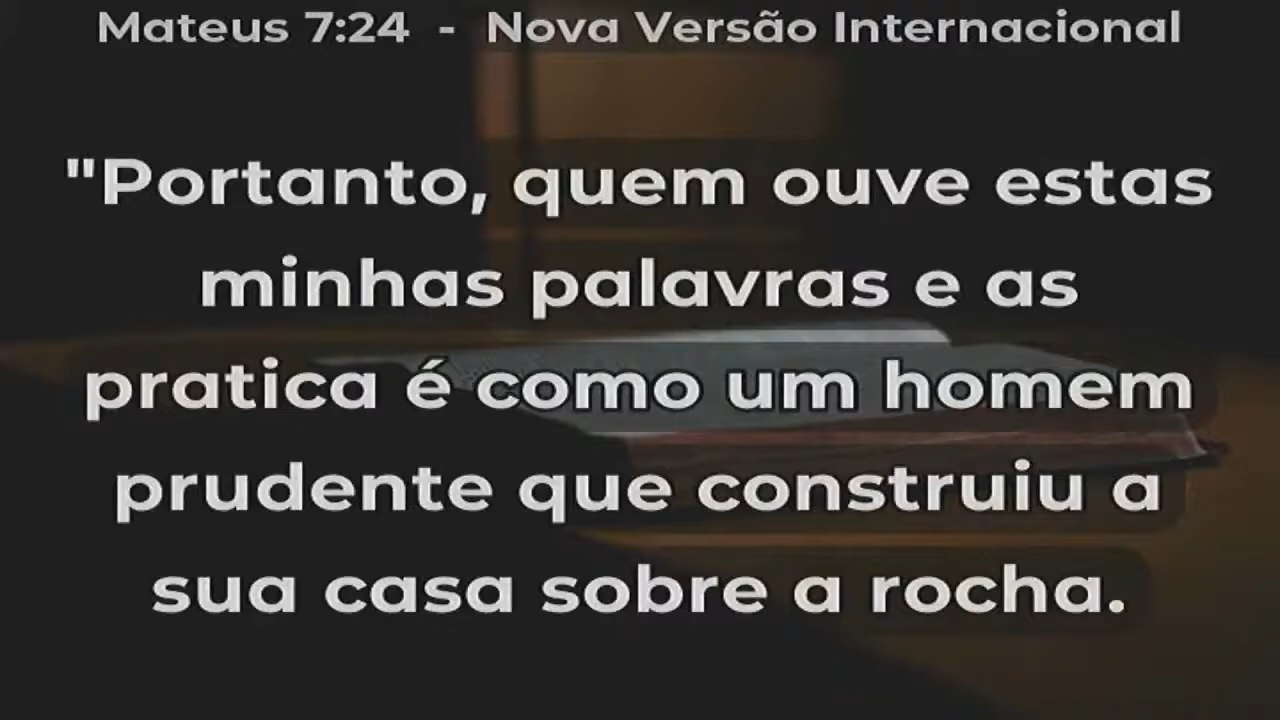 Mateus 7:24 - Nova Versão Internacional
"Portanto, quem ouve estas
minhas palavras e as
pratica é como um homem
prudente que construiu a
sua casa sobre a rocha.